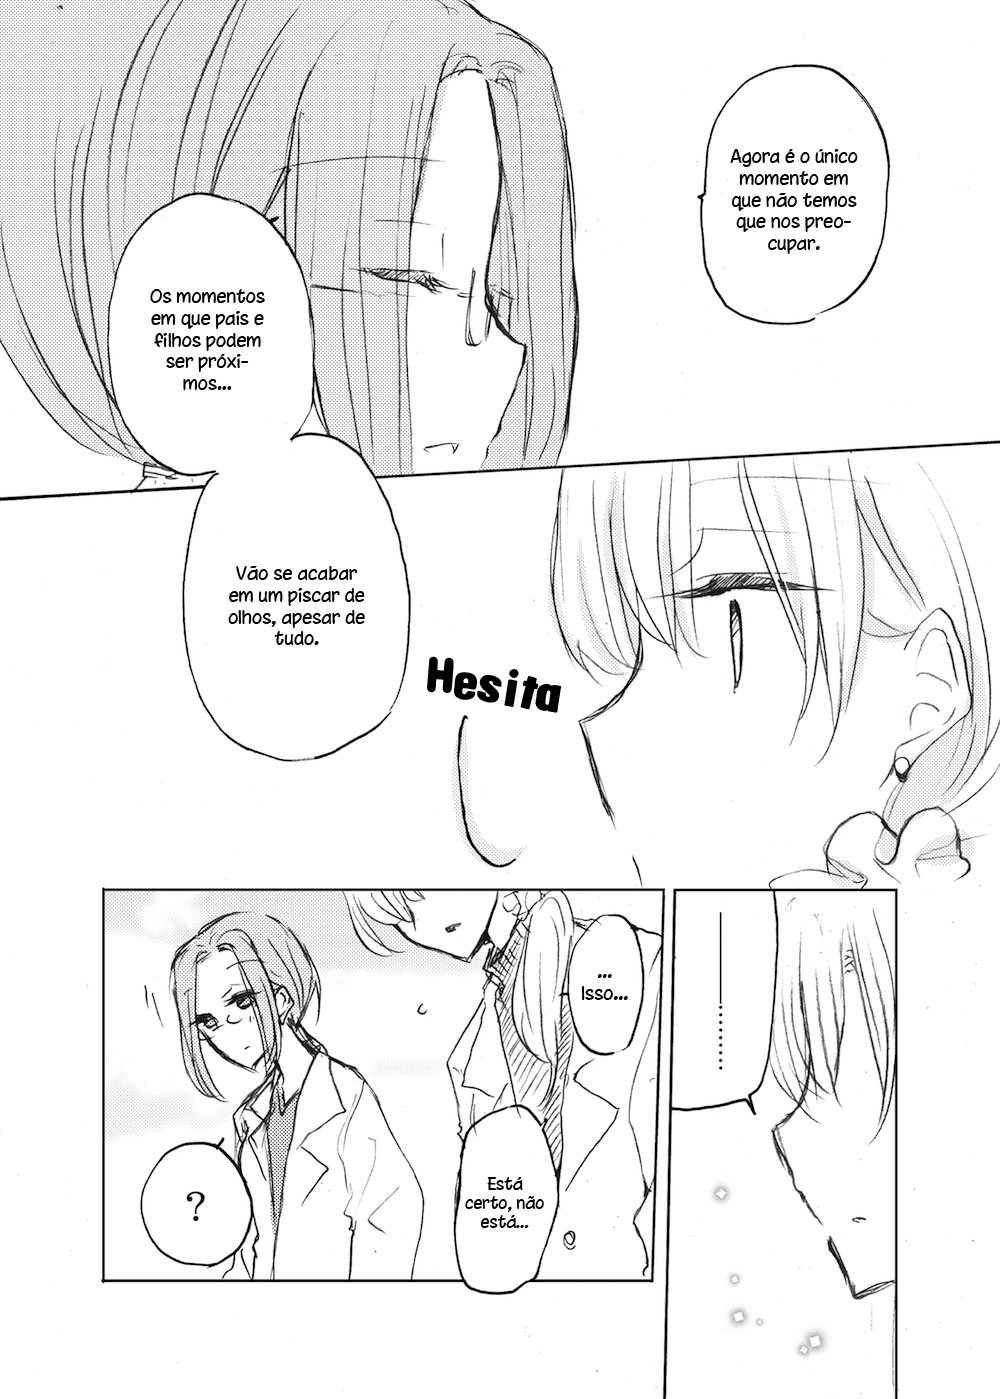 Agora é o único
momento em
que não temos
que nos preo-
cupar.
Os momentos
em que pais e
filhos podem
ser próxi-
mos...
Vão se acabar
em um piscar de
olhos, apesar de
tudo.
Hesita
...
Isso...
Está
certo, não
está...
?